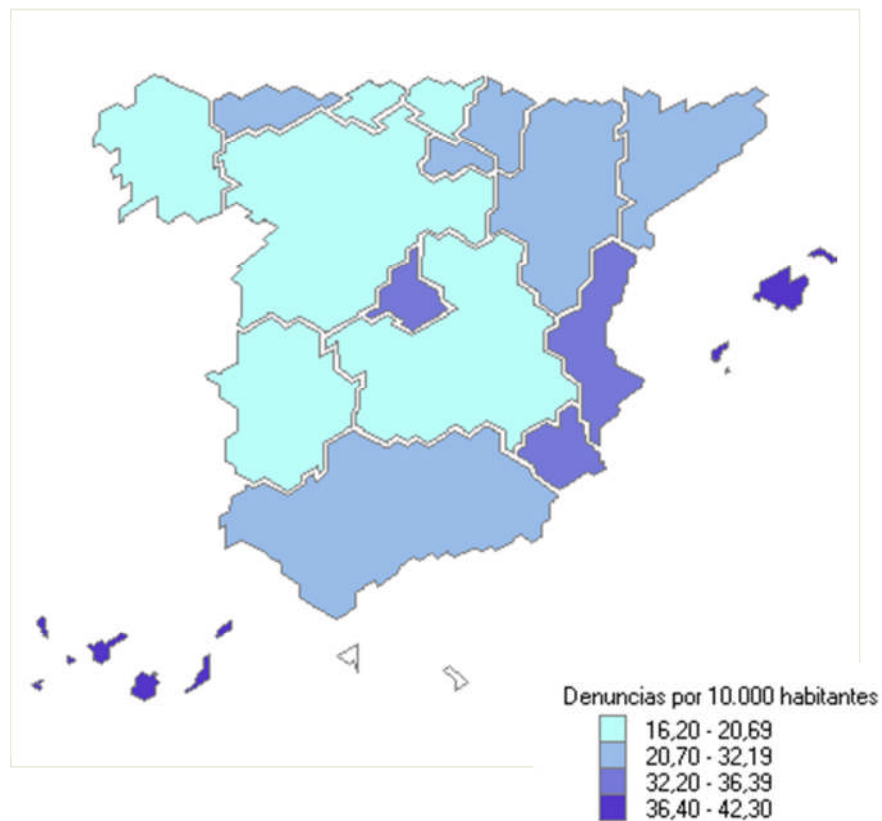 Denuncias por 10.000 habitantes
16,20 - 20,69
20,70 - 32,19
32,20 - 36,39
36,40 - 42,30